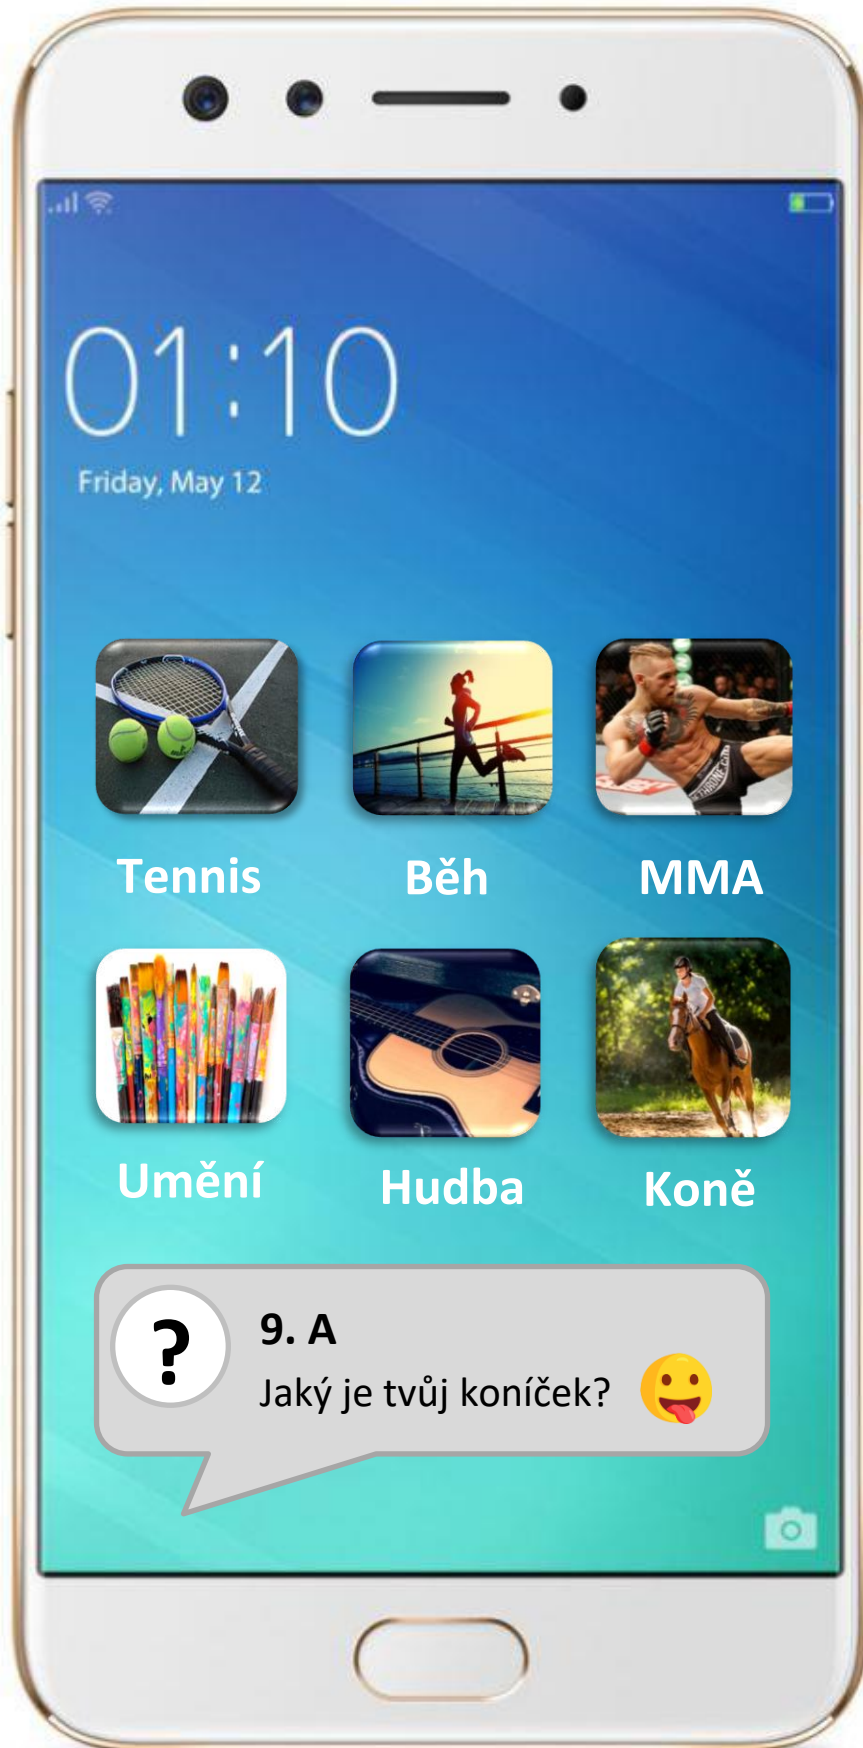 01:10
Friday, May 12
Tennis Běh MMA
Umění Hudba Koně
?
9. A
Jaký je tvůj koníček?